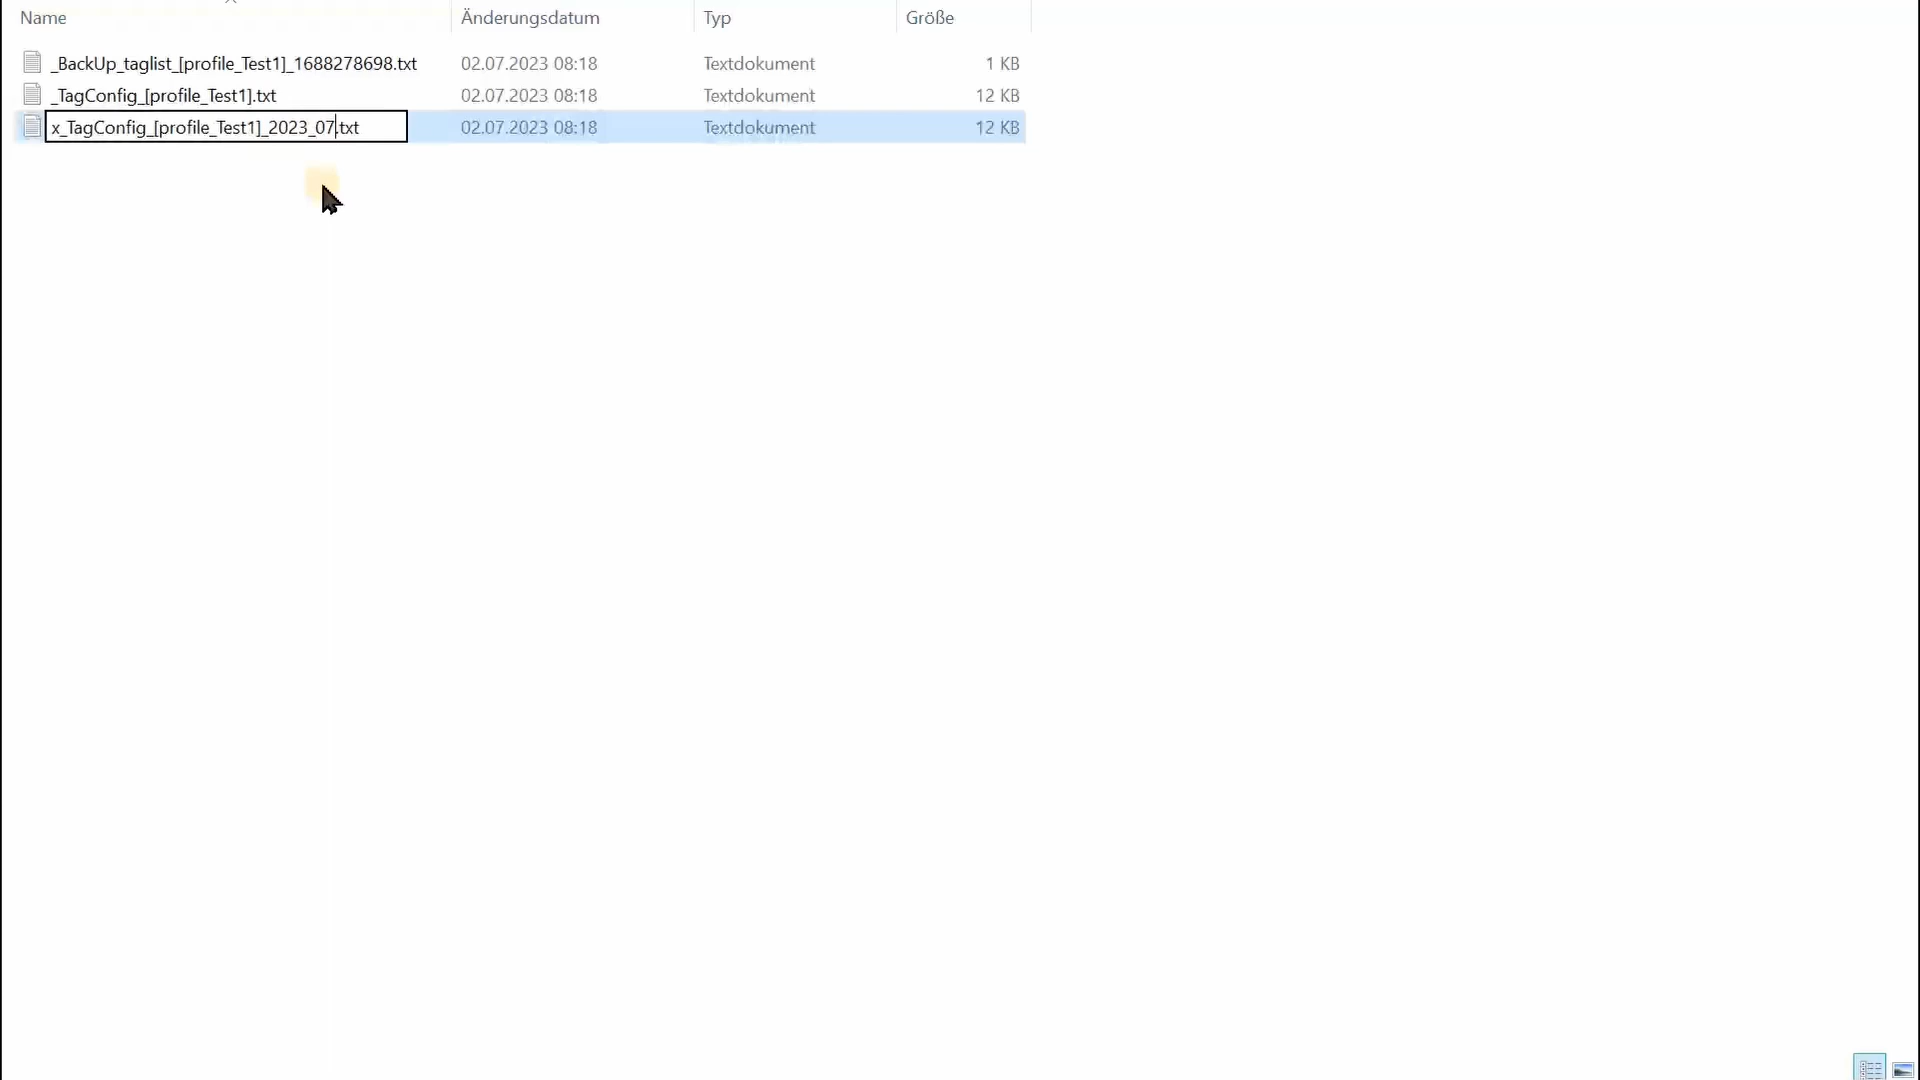 Name Änderungsdatum Typ Größe
_BackUp_taglist_[profile_Test1]_1688278698.txt 02.07.2023 08:18 Textdokument 1 KB
_TagConfig_[profile_Test1].txt 02.07.2023 08:18 Textdokument 12 KB
x_TagConfig_[profile_Test1]_2023_07.txt 02.07.2023 08:18 Textdokument 12 KB